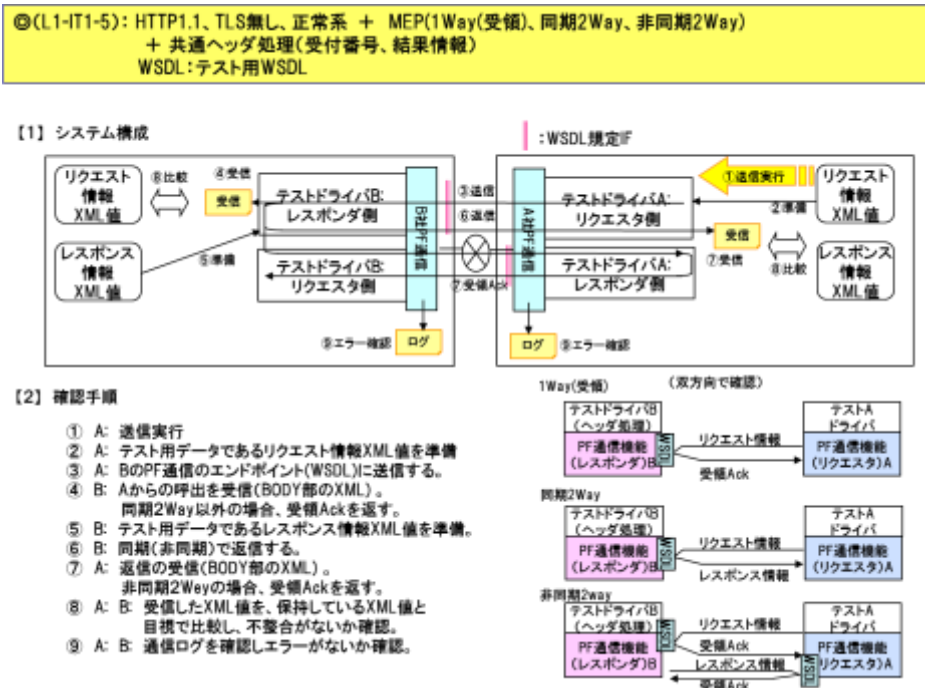 ◎(L1-IT1-5)： HTTP1.1、TLS無し、正常系 ＋ MEP(1Way(受領)、同期2Way、非同期2Way)
＋ 共通ヘッダ処理(受付番号、結果情報)
WSDL：テスト用WSDL
【1】 システム構成
：WSDL規定IF
リクエスト
情報
XML値
⑧比較
④受信
受信
テストドライバB:
レスポンダ側
B社PF通信
③送信
⑥返信
A社PF通信
テストドライバA:
リクエスタ側
①送信実行
②準備
リクエスト
情報
XML値
受信
⑦受信
⑧比較
レスポンス
情報
XML値
レスポンス
情報
XML値
⑤準備
テストドライバB:
リクエスタ側
⑦受領Ack
テストドライバA:
レスポンダ側
⑨エラー確認
ログ
ログ
⑨エラー確認
【2】 確認手順
① A: 送信実行
② A: テスト用データであるリクエスト情報XML値を準備
③ A: BのPF通信のエンドポイント(WSDL)に送信する。
④ B: Aからの呼出を受信(BODY部のXML)。
同期2Way以外の場合、受領Ackを返す。
⑤ B: テスト用データであるレスポンス情報XML値を準備。
⑥ B: 同期(非同期)で返信する。
⑦ A: 返信の受信(BODY部のXML)。
非同期2Weyの場合、受領Ackを返す。
⑧ A: B: 受信したXML値を、保持しているXML値と
目視で比較し、不整合がないか確認。
⑨ A: B: 通信ログを確認しエラーがないか確認。
1Way(受領)
(双方向で確認)
テストドライバB
(ヘッダ処理)
PF通信機能
(レスポンダ)B
WSDL
リクエスト情報
受領Ack
テストA
ドライバ
PF通信機能
(リクエスタ)A
同期2Way
テストドライバB
(ヘッダ処理)
PF通信機能
(レスポンダ)B
WSDL
リクエスト情報
レスポンス情報
テストA
ドライバ
PF通信機能
(リクエスタ)A
非同期2way
テストドライバB
(ヘッダ処理)
PF通信機能
(レスポンダ)B
WSDL
リクエスト情報
受領Ack
レスポンス情報
受領Ack
WSDL
テストA
ドライバ
PF通信機能
(リクエスタ)A